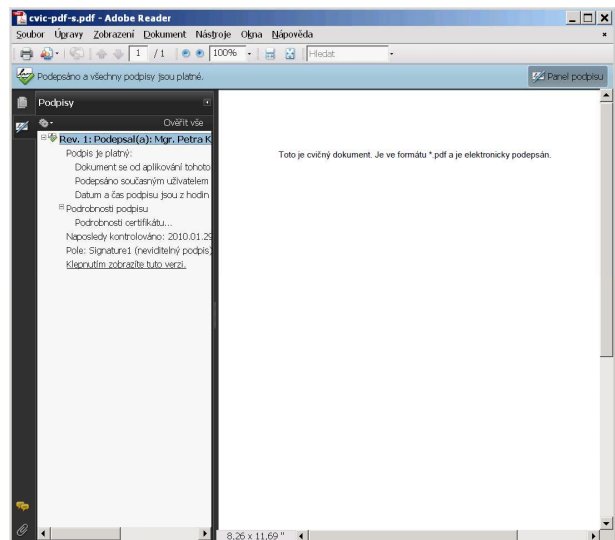 cvic-pdf-s.pdf - Adobe Reader
Soubor Úpravy Zobrazení Dokument Nástroje Okna Nápověda
1 / 1 100% Hledat
Podepsáno a všechny podpisy jsou platné. Panel podpisu
Podpisy
Ověřit vše
Rev. 1: Podepsal(a): Mgr. Petra K
Podpis je platný:
Dokument se od aplikování tohoto
Podepsáno současným uživatelem
Datum a čas podpisu jsou z hodin
Podrobnosti podpisu
Podrobnosti certifikátu...
Naposledy kontrolováno: 2010.01.29
Pole: Signature1 (neviditelný podpis)
Klepnutím zobrazíte tuto verzi.
Toto je cvičný dokument. Je ve formátu *.pdf a je elektronicky podepsán.
8,26 x 11,69 "